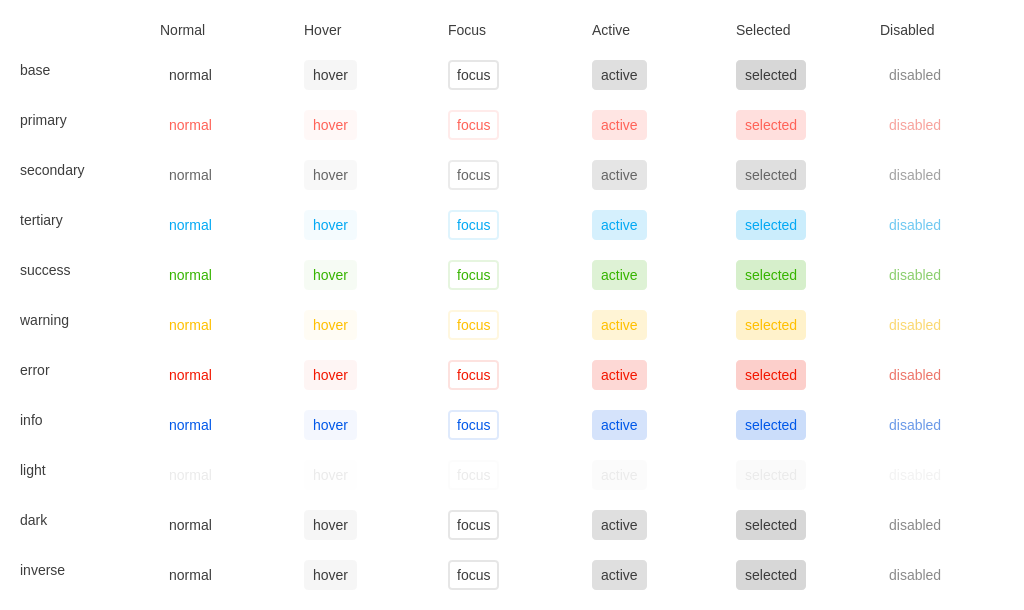 Normal Hover Focus Active Selected Disabled
base normal hover focus active selected disabled
primary normal hover focus active selected disabled
secondary normal hover focus active selected disabled
tertiary normal hover focus active selected disabled
success normal hover focus active selected disabled
warning normal hover focus active selected disabled
error normal hover focus active selected disabled
info normal hover focus active selected disabled
light normal hover focus active selected disabled
dark normal hover focus active selected disabled
inverse normal hover focus active selected disabled